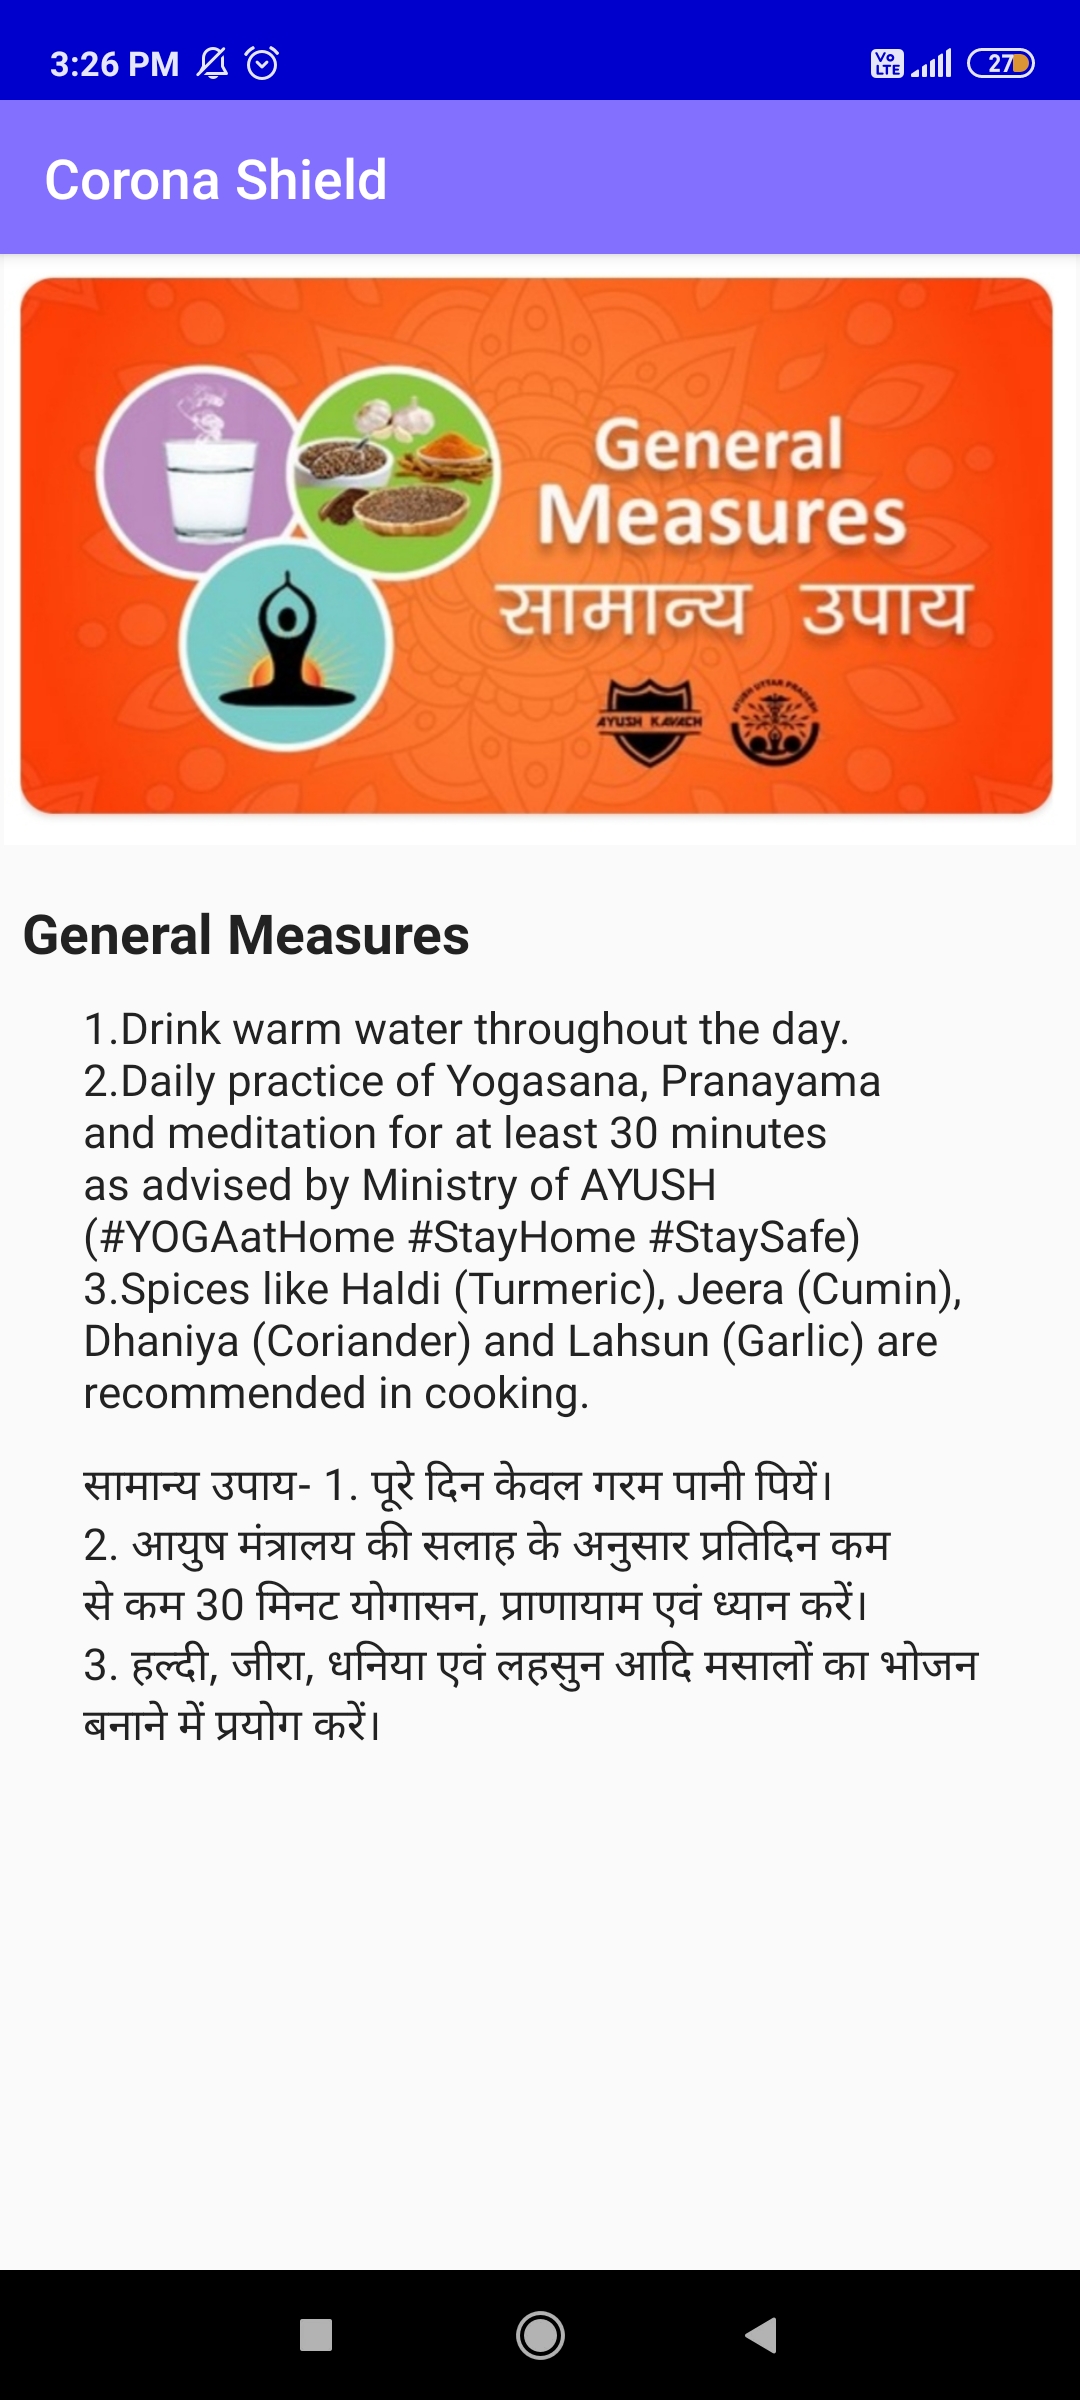 3:26 PM
Vo
LTE
27
Corona Shield
General
Measures
सामान्य उपाय
AYUSH KAVACH
AYUSH UTTAR PRADESH
General Measures
1.Drink warm water throughout the day.
2.Daily practice of Yogasana, Pranayama
and meditation for at least 30 minutes
as advised by Ministry of AYUSH
(#YOGAatHome #StayHome #StaySafe)
3.Spices like Haldi (Turmeric), Jeera (Cumin),
Dhaniya (Coriander) and Lahsun (Garlic) are
recommended in cooking.
सामान्य उपाय- 1. पूरे दिन केवल गरम पानी पियें।
2. आयुष मंत्रालय की सलाह के अनुसार प्रतिदिन कम
से कम 30 मिनट योगासन, प्राणायाम एवं ध्यान करें।
3. हल्दी, जीरा, धनिया एवं लहसुन आदि मसालों का भोजन
बनाने में प्रयोग करें।